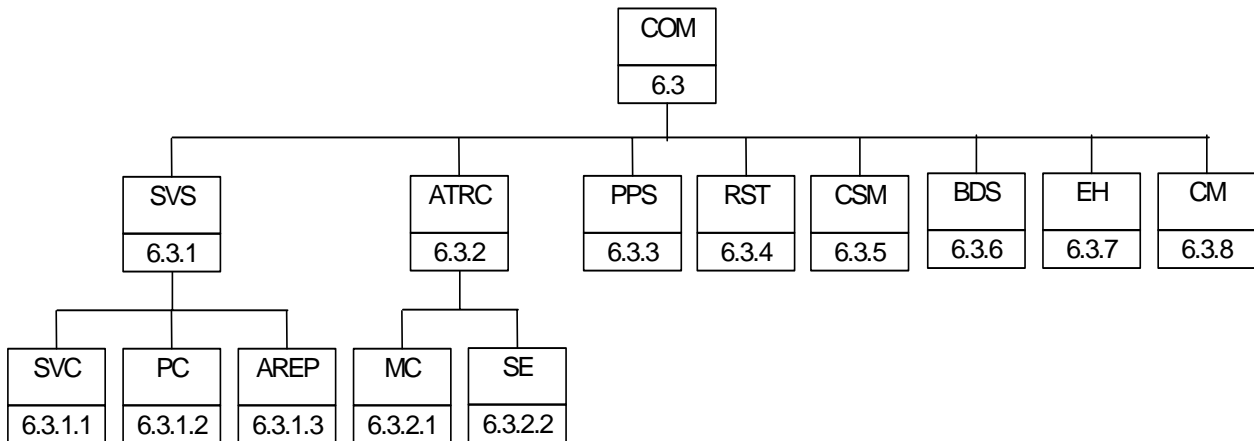 COM
6.3
SVS
6.3.1
ATRC
6.3.2
PPS
6.3.3
RST
6.3.4
CSM
6.3.5
BDS
6.3.6
EH
6.3.7
CM
6.3.8
SVC
6.3.1.1
PC
6.3.1.2
AREP
6.3.1.3
MC
6.3.2.1
SE
6.3.2.2